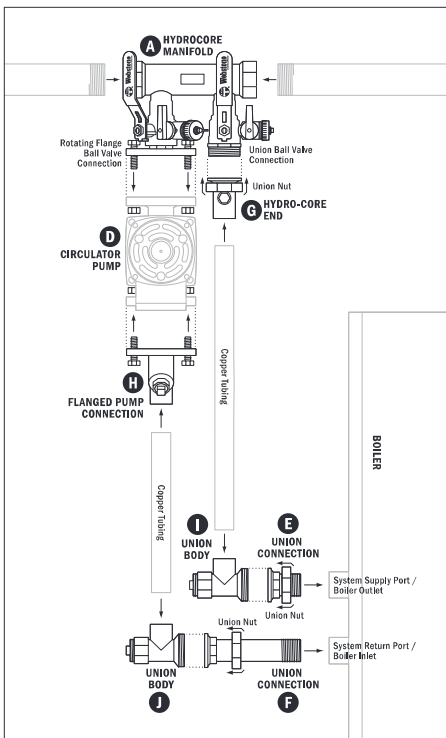 A HYDROCORE
MANIFOLD
Webstone
Webstone
Rotating Flange
Ball Valve
Connection
Union Ball Valve
Connection
Union Nut
G HYDRO-CORE
END
D
CIRCULATOR
PUMP
H
FLANGED PUMP
CONNECTION
Copper Tubing
Copper Tubing
BOILER
I
UNION
BODY
E
UNION
CONNECTION
System Supply Port /
Boiler Outlet
Union Nut
Union Nut
System Return Port /
Boiler Inlet
UNION
BODY
J
UNION
CONNECTION
F